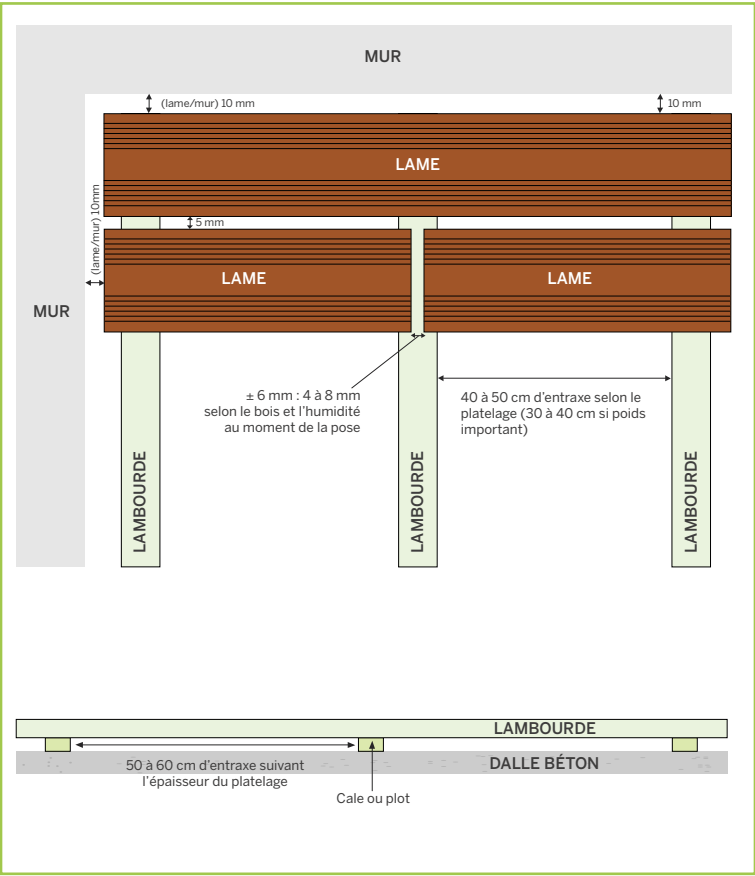 MUR
(lame/mur) 10 mm
10 mm
LAME
(lame/mur) 10mm
5 mm
LAME
LAME
MUR
± 6 mm : 4 à 8 mm
selon le bois et l'humidité
au moment de la pose
40 à 50 cm d'entraxe selon le
platelage (30 à 40 cm si poids
important)
LAMBOURDE
LAMBOURDE
LAMBOURDE
LAMBOURDE
50 à 60 cm d'entraxe suivant
l'épaisseur du platelage
DALLE BÉTON
Cale ou plot